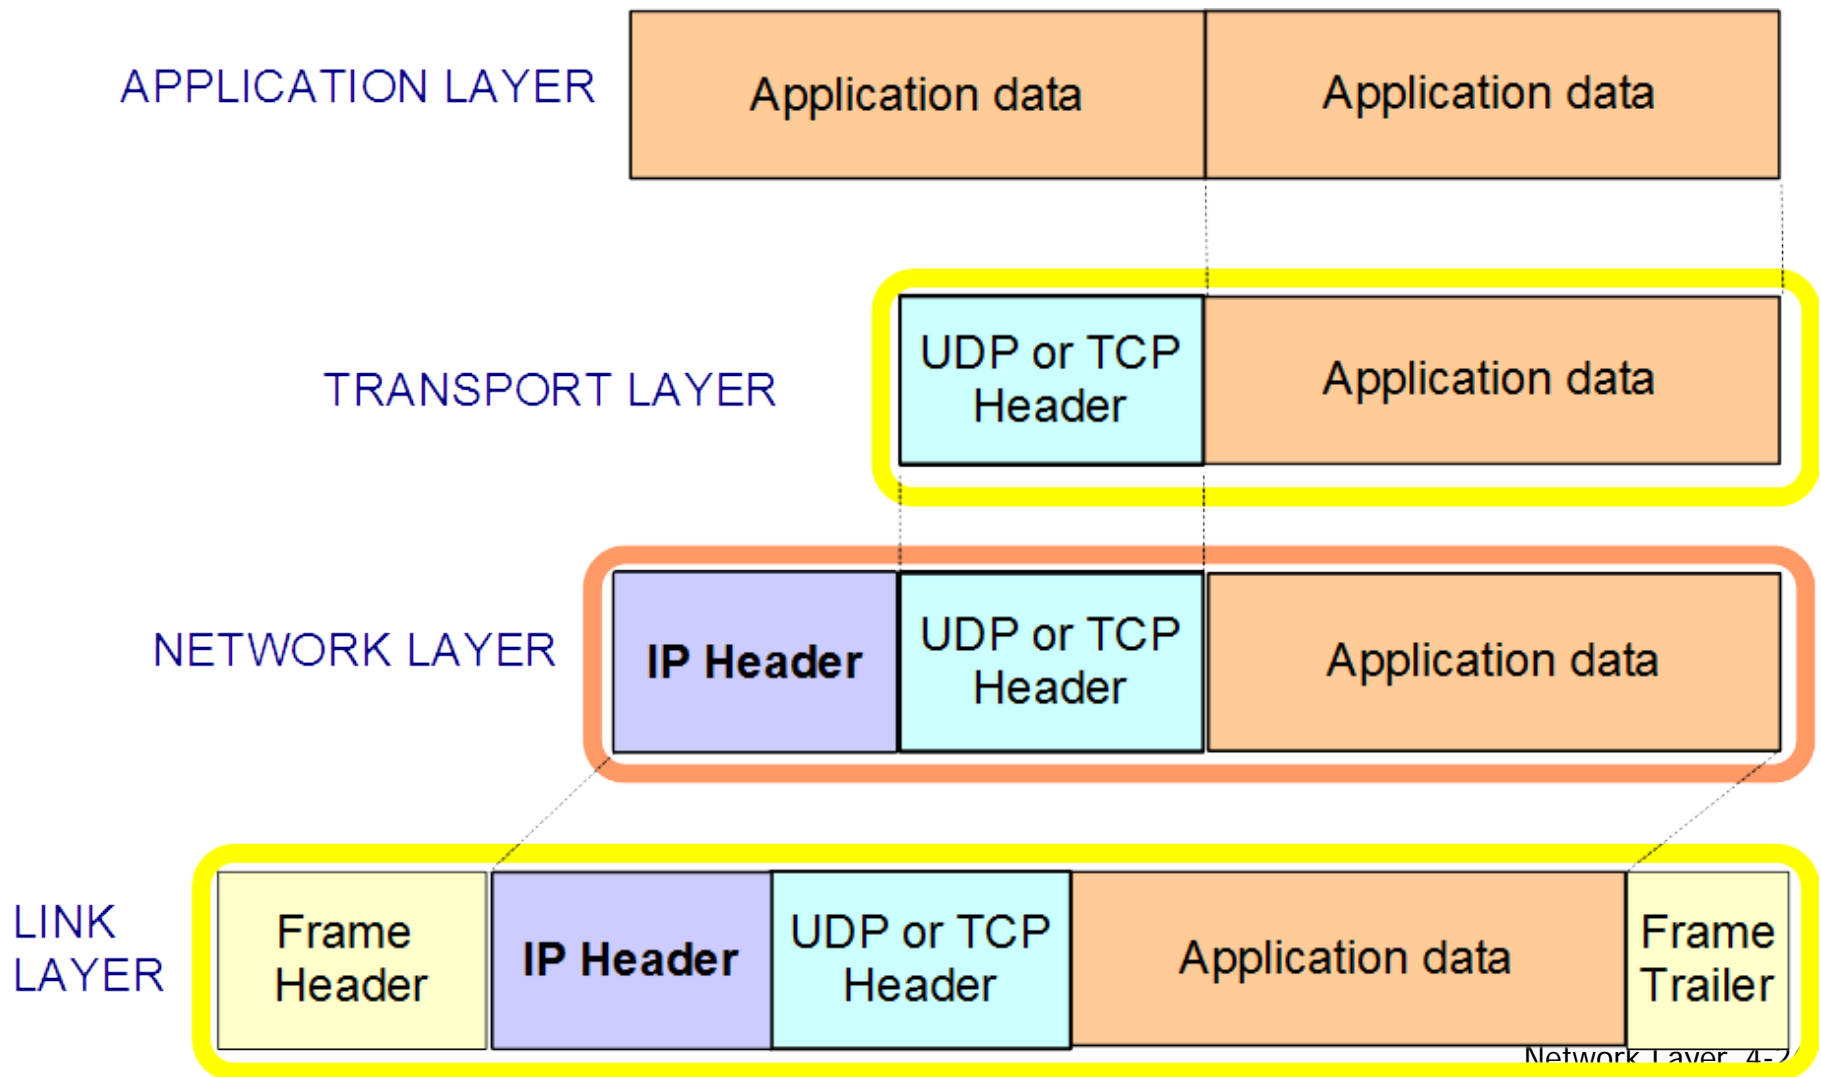 APPLICATION LAYER
Application data
Application data
TRANSPORT LAYER
UDP or TCP
Header
Application data
NETWORK LAYER
IP Header
UDP or TCP
Header
Application data
LINK
LAYER
Frame
Header
IP Header
UDP or TCP
Header
Application data
Frame
Trailer
Network Layer